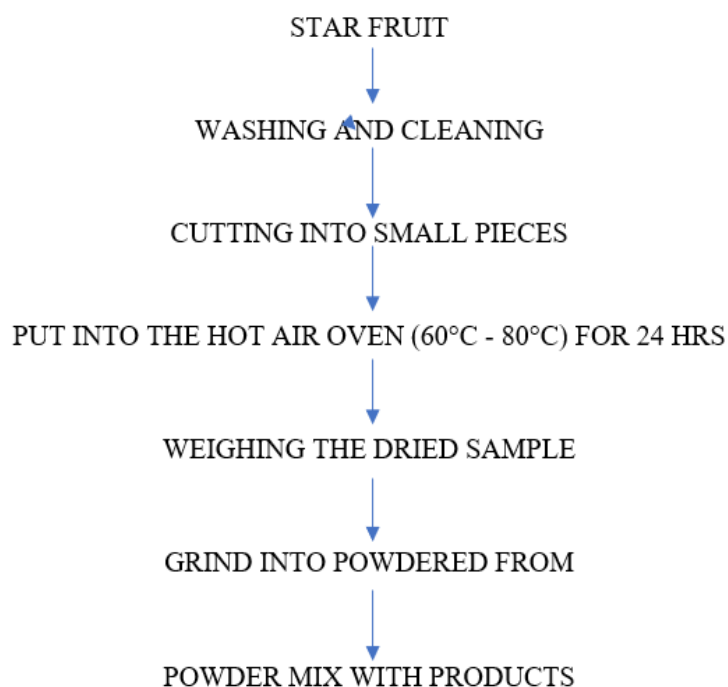 STAR FRUIT
WASHING AND CLEANING
CUTTING INTO SMALL PIECES
PUT INTO THE HOT AIR OVEN (60°C - 80°C) FOR 24 HRS
WEIGHING THE DRIED SAMPLE
GRIND INTO POWDERED FROM
POWDER MIX WITH PRODUCTS